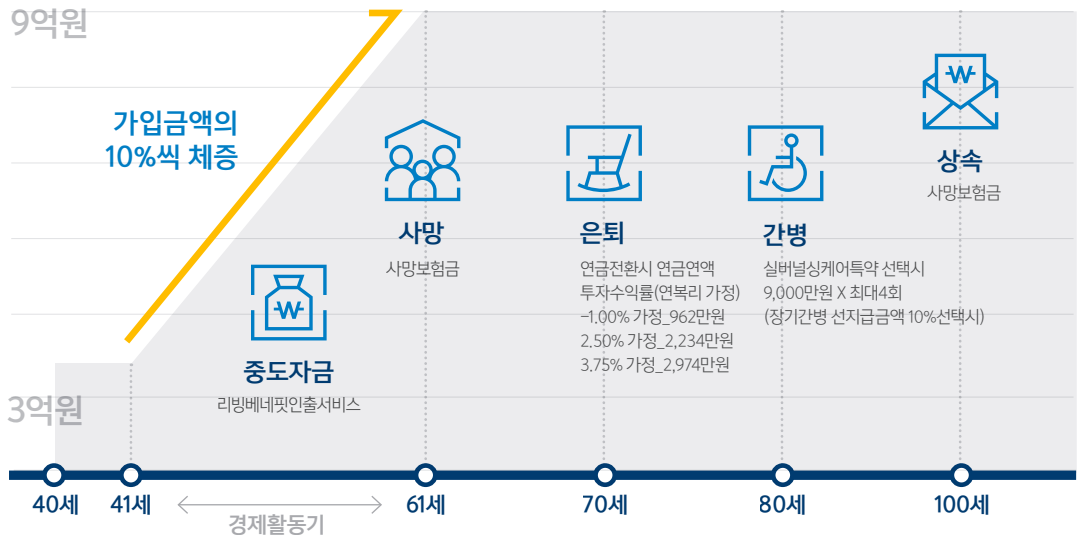 9억원
가입금액의
10%씩 체증
3억원
중도자금
리빙베네핏인출서비스
사망
사망보험금
은퇴
연금전환시 연금연액
투자수익률(연복리 가정)
-1.00% 가정_962만원
2.50% 가정_2,234만원
3.75% 가정_2,974만원
간병
실버널싱케어특약 선택시
9,000만원 X 최대4회
(장기간병 선지급금액 10%선택시)
상속
사망보험금
40세 41세 61세 70세 80세 100세
경제활동기